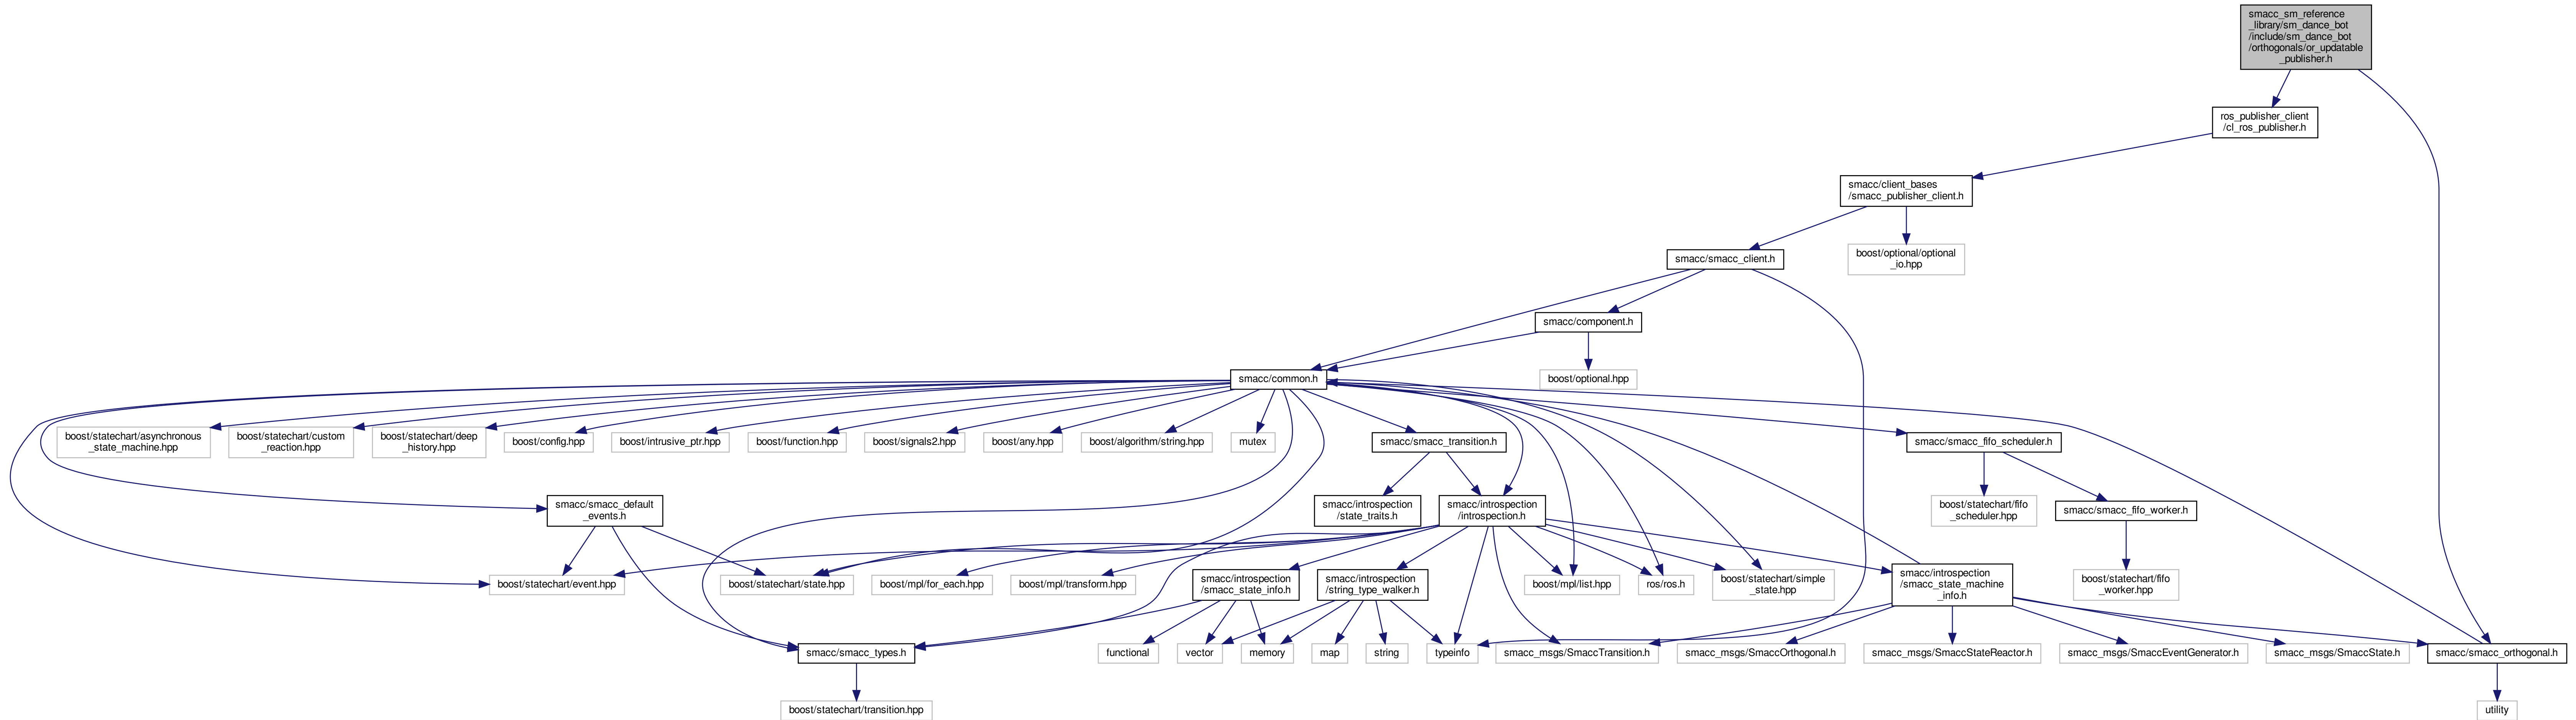 smacc_sm_reference
_library/sm_dance_bot
/include/sm_dance_bot
/orthogonals/or_updatable
_publisher.h
ros_publisher_client
/cl_ros_publisher.h
smacc/client_bases
/smacc_publisher_client.h
smacc/smacc_client.h
boost/optional/optional
_io.hpp
smacc/component.h
smacc/common.h
boost/optional.hpp
boost/statechart/asynchronous
_state_machine.hpp
boost/statechart/custom
_reaction.hpp
boost/statechart/deep
_history.hpp
boost/config.hpp
boost/intrusive_ptr.hpp
boost/function.hpp
boost/signals2.hpp
boost/any.hpp
boost/algorithm/string.hpp
mutex
smacc/smacc_transition.h
smacc/smacc_fifo_scheduler.h
smacc/smacc_default
_events.h
smacc/introspection
/state_traits.h
smacc/introspection
/introspection.h
boost/statechart/fifo
_scheduler.hpp
smacc/smacc_fifo_worker.h
boost/statechart/event.hpp
boost/statechart/state.hpp
boost/mpl/for_each.hpp
boost/mpl/transform.hpp
smacc/introspection
/smacc_state_info.h
smacc/introspection
/string_type_walker.h
boost/mpl/list.hpp
ros/ros.h
boost/statechart/simple
_state.hpp
smacc/introspection
/smacc_state_machine
_info.h
boost/statechart/fifo
_worker.hpp
smacc/smacc_types.h
functional
vector
memory
map
string
typeinfo
smacc_msgs/SmaccTransition.h
smacc_msgs/SmaccOrthogonal.h
smacc_msgs/SmaccStateReactor.h
smacc_msgs/SmaccEventGenerator.h
smacc_msgs/SmaccState.h
smacc/smacc_orthogonal.h
boost/statechart/transition.hpp
utility